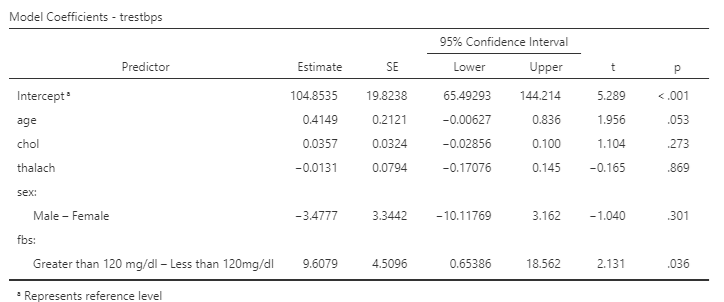 Model Coefficients - trestbps
95% Confidence Interval
Predictor Estimate SE Lower Upper t p
Intercept ᵃ 104.8535 19.8238 65.49293 144.214 5.289 < .001
age 0.4149 0.2121 −0.00627 0.836 1.956 .053
chol 0.0357 0.0324 −0.02856 0.100 1.104 .273
thalach −0.0131 0.0794 −0.17076 0.145 −0.165 .869
sex:
Male – Female −3.4777 3.3442 −10.11769 3.162 −1.040 .301
fbs:
Greater than 120 mg/dl – Less than 120mg/dl 9.6079 4.5096 0.65386 18.562 2.131 .036
ᵃ Represents reference level